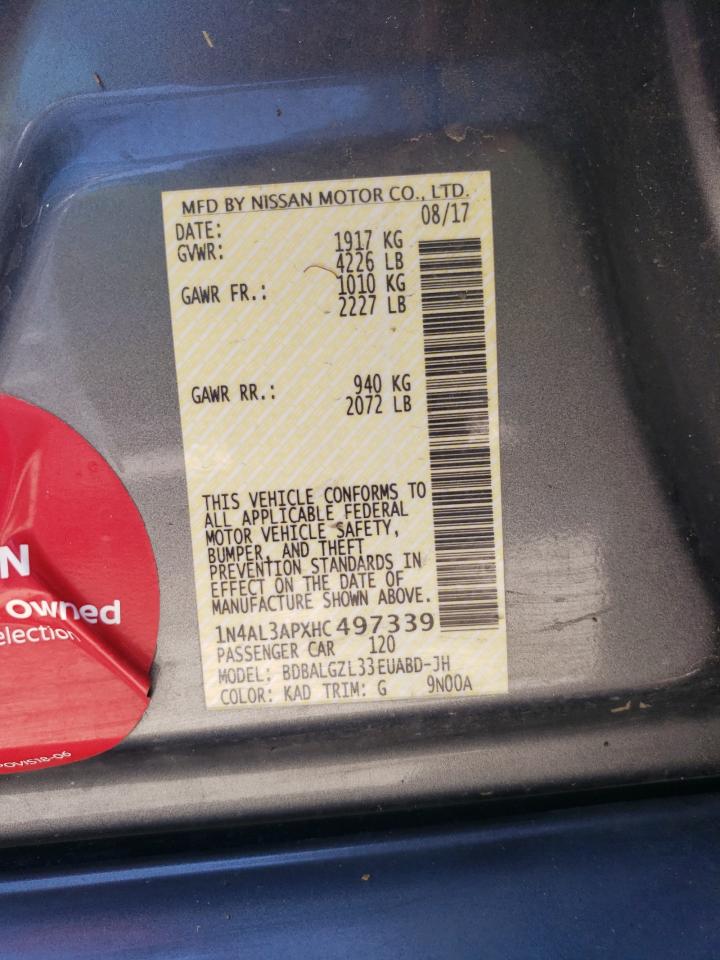 MFD BY NISSAN MOTOR CO., LTD.
DATE: 08/17
GVWR: 1917 KG
4226 LB
GAWR FR.: 1010 KG
2227 LB
GAWR RR.: 940 KG
2072 LB
THIS VEHICLE CONFORMS TO
ALL APPLICABLE FEDERAL
MOTOR VEHICLE SAFETY,
BUMPER, AND THEFT
PREVENTION STANDARDS IN
EFFECT ON THE DATE OF
MANUFACTURE SHOWN ABOVE.
1N4AL3APXHC497339
PASSENGER CAR 120
MODEL: BDBALGZL33EUABD-JH
COLOR: KAD TRIM: G 9N00A
N
Owned
election
POVIS18-06